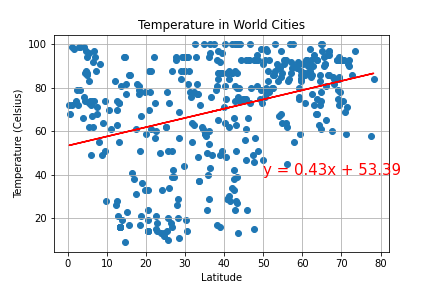 Temperature in World Cities
Temperature (Celsius)
100
80
60
40
20
y = 0.43x + 53.39
0 10 20 30 40 50 60 70 80
Latitude